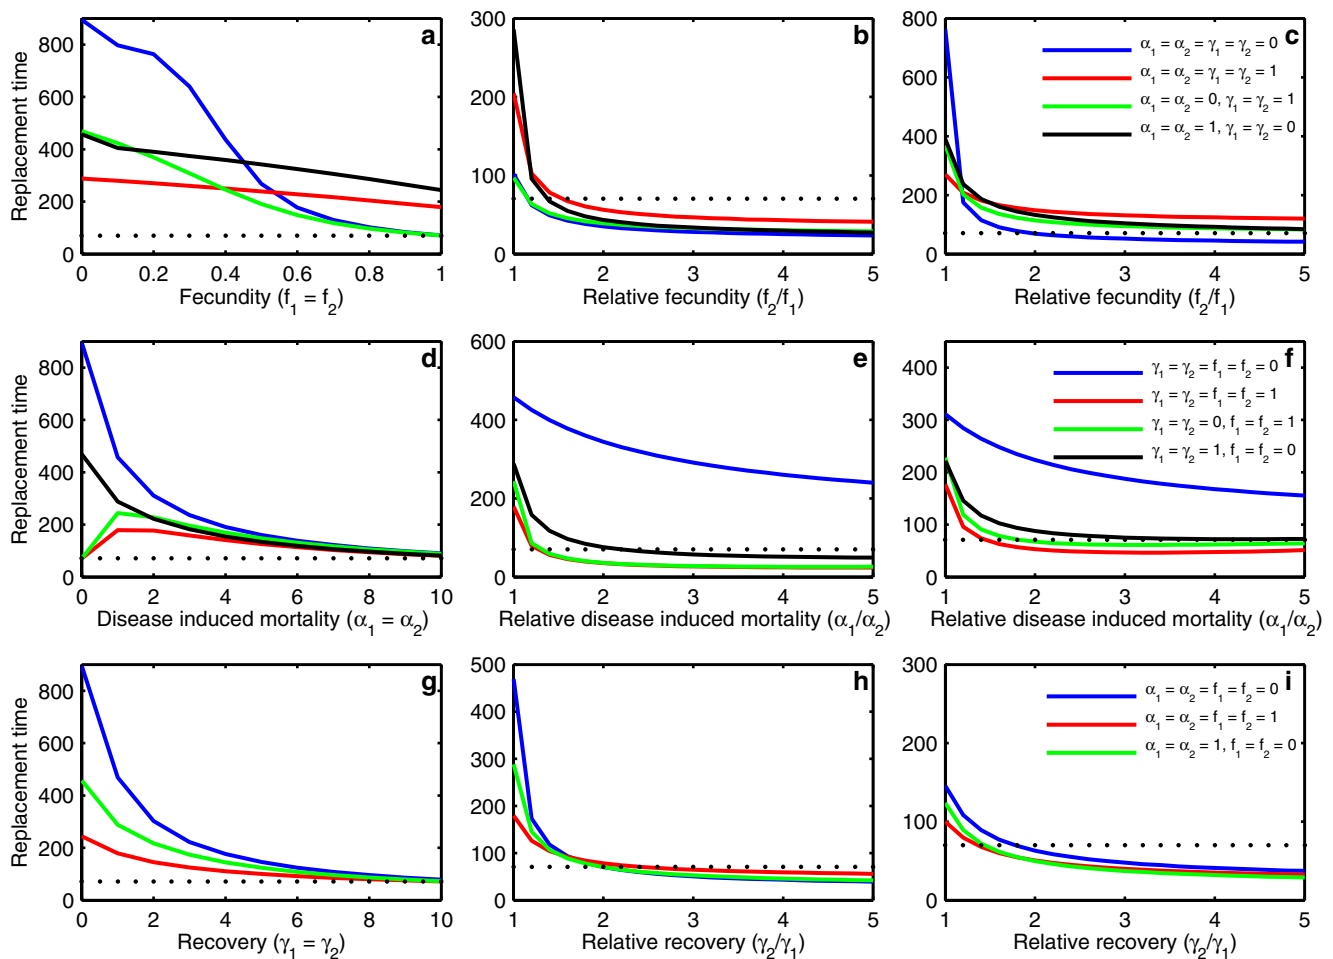 a
Replacement time
800
600
400
200
0
0 0.2 0.4 0.6 0.8 1
Fecundity (f₁ = f₂)
b
300
200
100
0
1 2 3 4 5
Relative fecundity (f₂/f₁)
c
800
600
400
200
0
α₁ = α₂ = γ₁ = γ₂ = 0
α₁ = α₂ = γ₁ = γ₂ = 1
α₁ = α₂ = 0, γ₁ = γ₂ = 1
α₁ = α₂ = 1, γ₁ = γ₂ = 0
1 2 3 4 5
Relative fecundity (f₂/f₁)
d
Replacement time
800
600
400
200
0
0 2 4 6 8 10
Disease induced mortality (α₁ = α₂)
e
600
400
200
0
1 2 3 4 5
Relative disease induced mortality (α₁/α₂)
f
400
300
200
100
0
γ₁ = γ₂ = f₁ = f₂ = 0
γ₁ = γ₂ = f₁ = f₂ = 1
γ₁ = γ₂ = 0, f₁ = f₂ = 1
γ₁ = γ₂ = 1, f₁ = f₂ = 0
1 2 3 4 5
Relative disease induced mortality (α₁/α₂)
g
Replacement time
800
600
400
200
0
0 2 4 6 8 10
Recovery (γ₁ = γ₂)
h
500
400
300
200
100
0
1 2 3 4 5
Relative recovery (γ₂/γ₁)
i
300
200
100
0
α₁ = α₂ = f₁ = f₂ = 0
α₁ = α₂ = f₁ = f₂ = 1
α₁ = α₂ = 1, f₁ = f₂ = 0
1 2 3 4 5
Relative recovery (γ₂/γ₁)